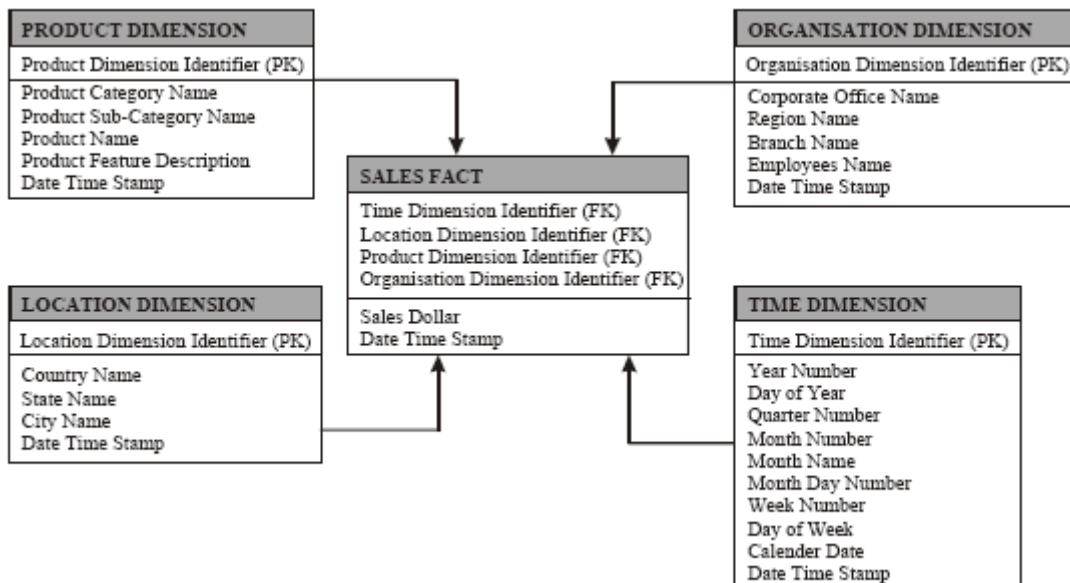 PRODUCT DIMENSION
Product Dimension Identifier (PK)
Product Category Name
Product Sub-Category Name
Product Name
Product Feature Description
Date Time Stamp
ORGANISATION DIMENSION
Organisation Dimension Identifier (PK)
Corporate Office Name
Region Name
Branch Name
Employees Name
Date Time Stamp
SALES FACT
Time Dimension Identifier (FK)
Location Dimension Identifier (FK)
Product Dimension Identifier (FK)
Organisation Dimension Identifier (FK)
Sales Dollar
Date Time Stamp
LOCATION DIMENSION
Location Dimension Identifier (PK)
Country Name
State Name
City Name
Date Time Stamp
TIME DIMENSION
Time Dimension Identifier (PK)
Year Number
Day of Year
Quarter Number
Month Number
Month Name
Month Day Number
Week Number
Day of Week
Calender Date
Date Time Stamp